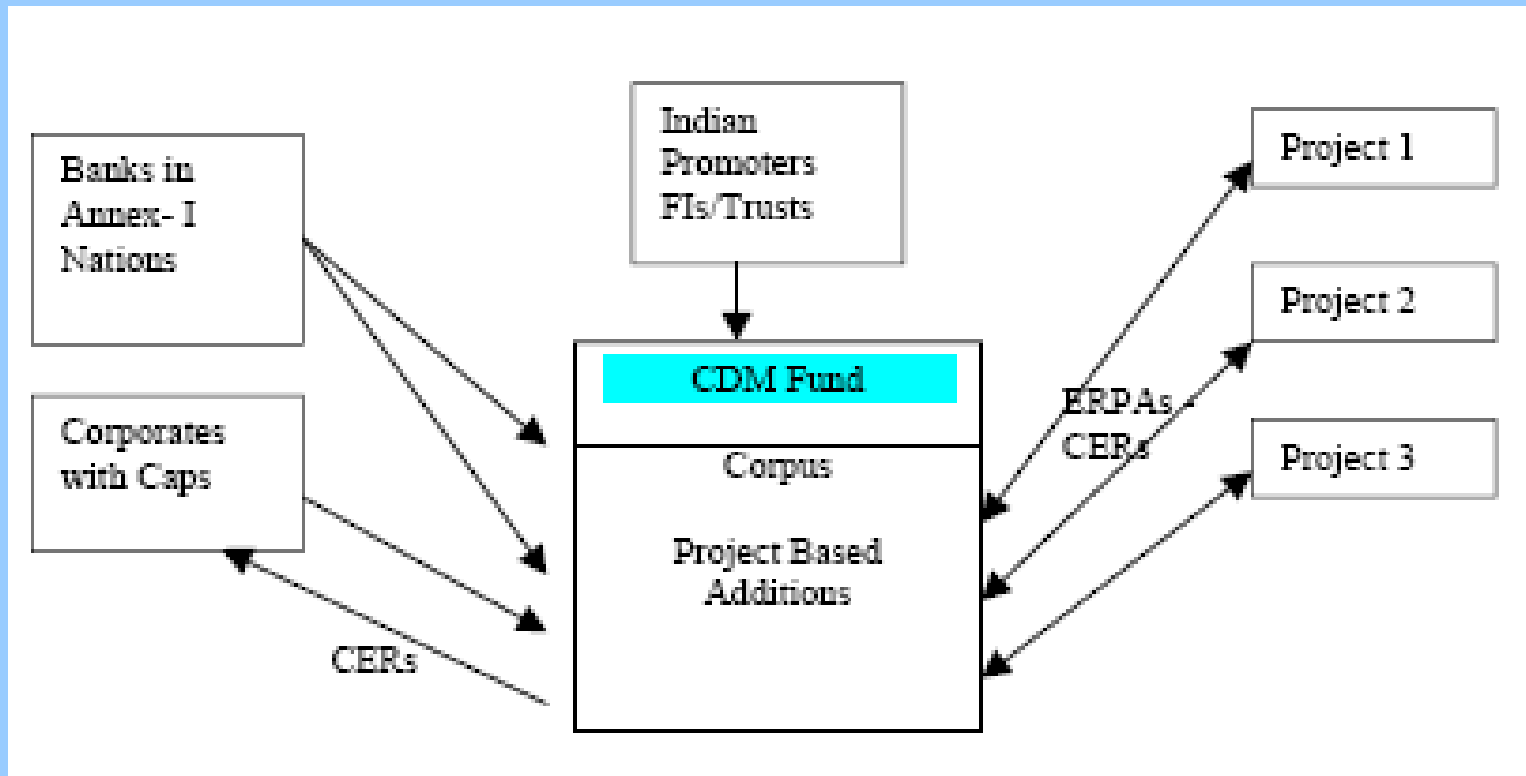 Banks in
Annex- I
Nations
Corporates
with Caps
CERs
Indian
Promoters
FIs/Trusts
CDM Fund
Corpus
Project Based
Additions
ERPAs -
CERs
Project 1
Project 2
Project 3